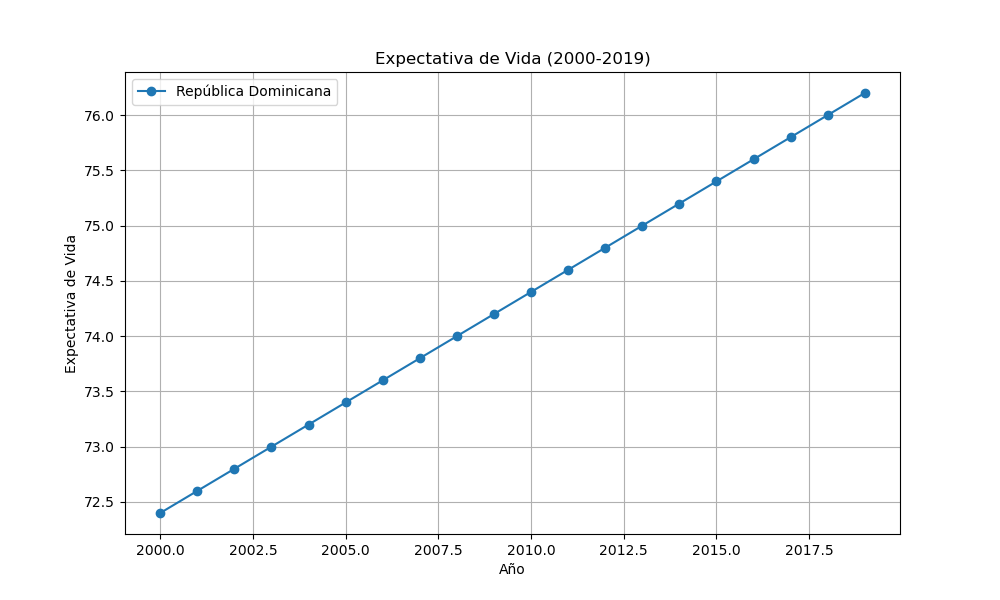 Expectativa de Vida (2000-2019)
República Dominicana
Expectativa de Vida
76.0
75.5
75.0
74.5
74.0
73.5
73.0
72.5
2000.0 2002.5 2005.0 2007.5 2010.0 2012.5 2015.0 2017.5
Año